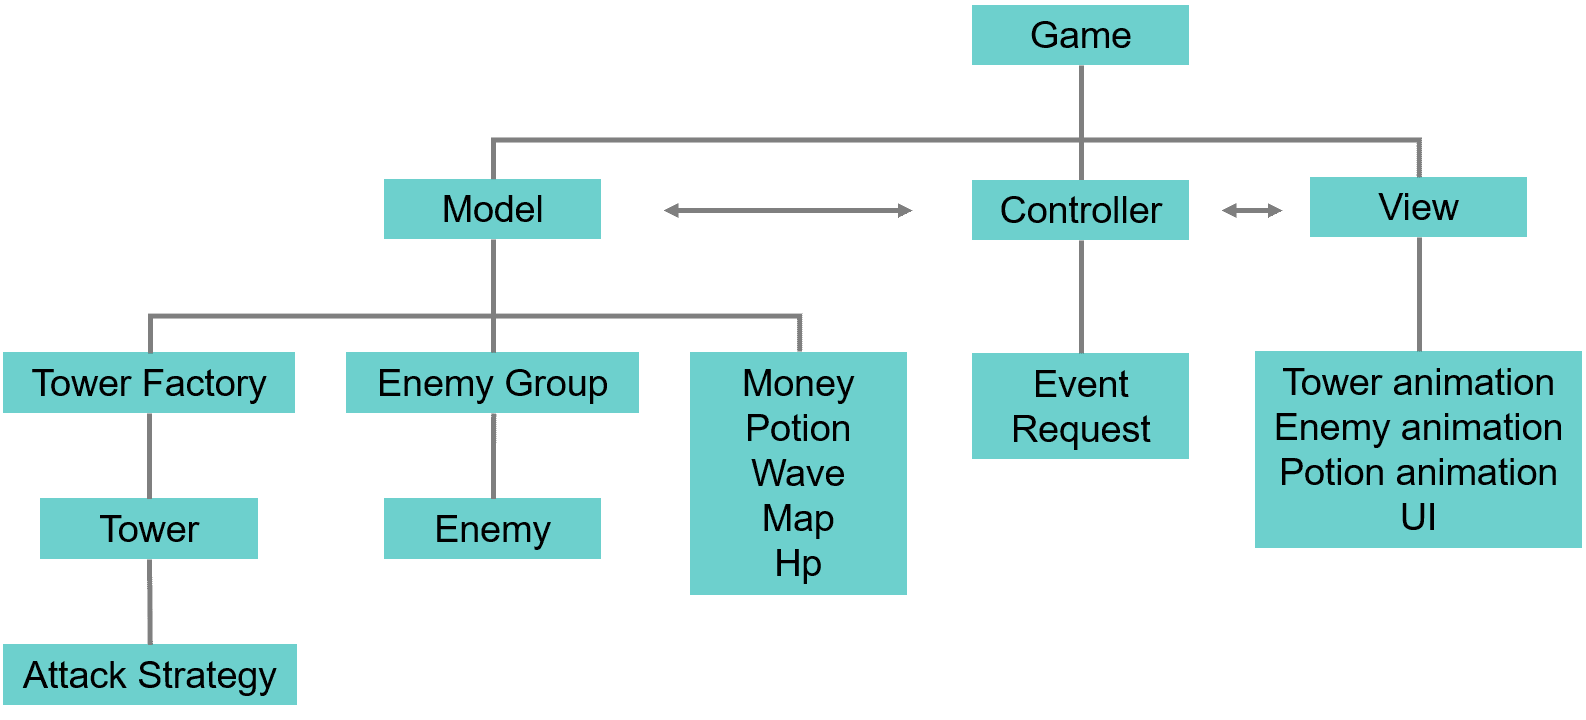 Game
Model
Controller
View
Tower Factory
Enemy Group
Money
Potion
Wave
Map
Hp
Event
Request
Tower animation
Enemy animation
Potion animation
UI
Tower
Enemy
Attack Strategy